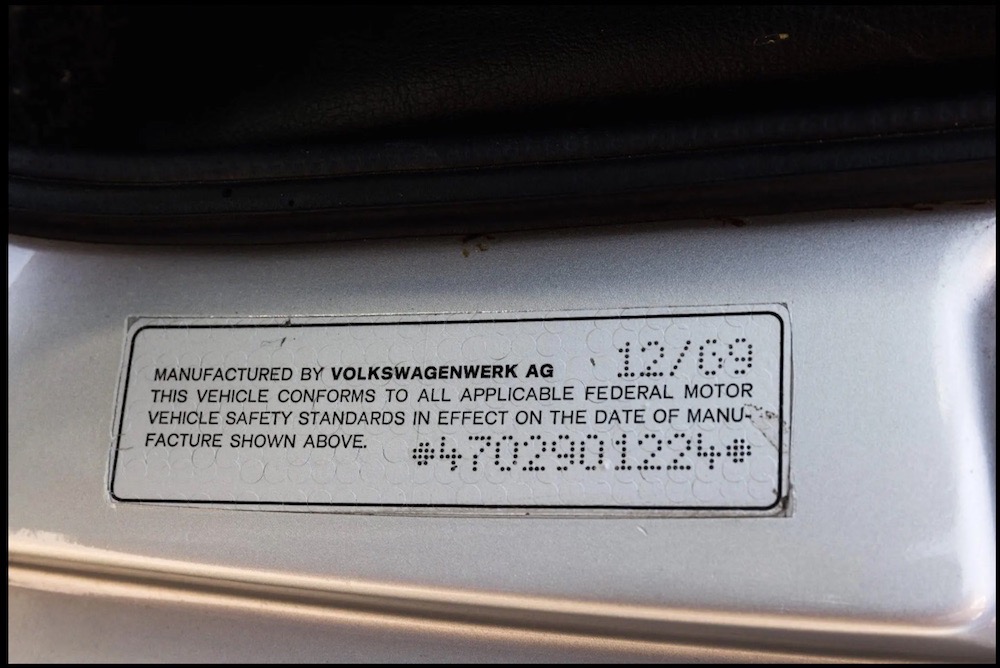 12/69
MANUFACTURED BY VOLKSWAGENWERK AG
THIS VEHICLE CONFORMS TO ALL APPLICABLE FEDERAL MOTOR
VEHICLE SAFETY STANDARDS IN EFFECT ON THE DATE OF MANU-
FACTURE SHOWN ABOVE.
*4702901224*